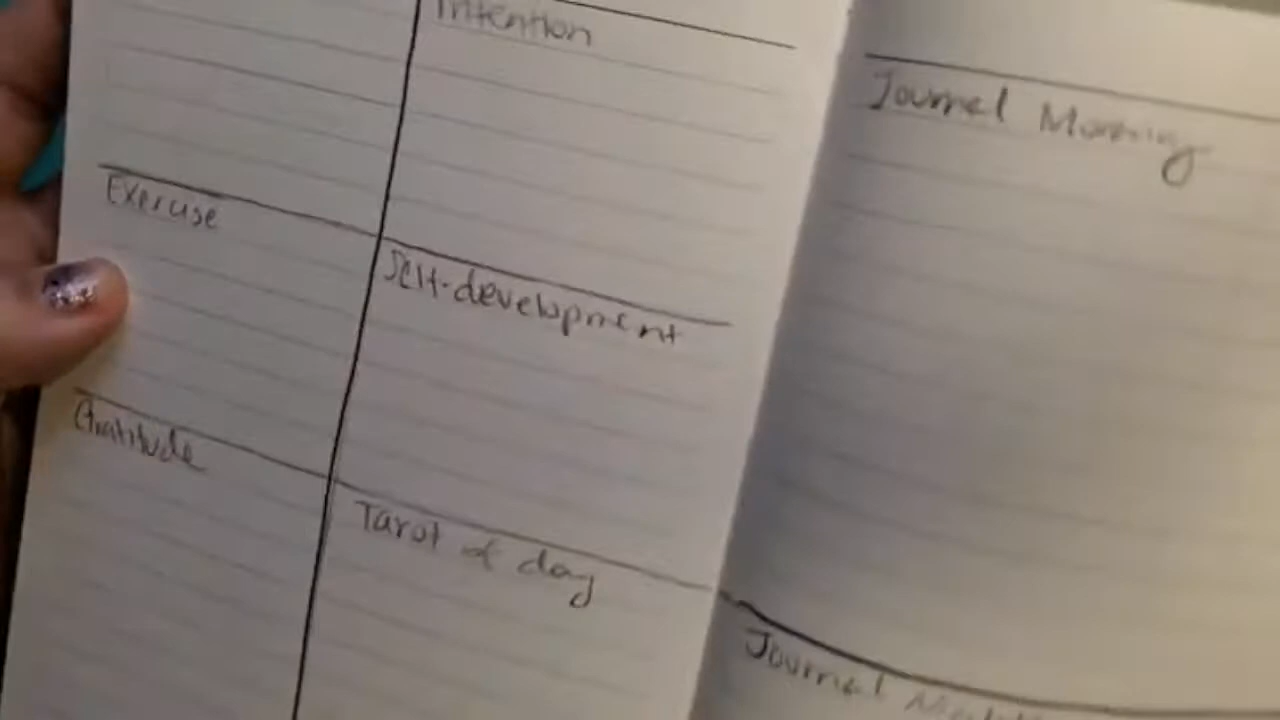 Intention
Exercise
Self-development
Gratitude
Tarot of day
Journal Morning
Journal